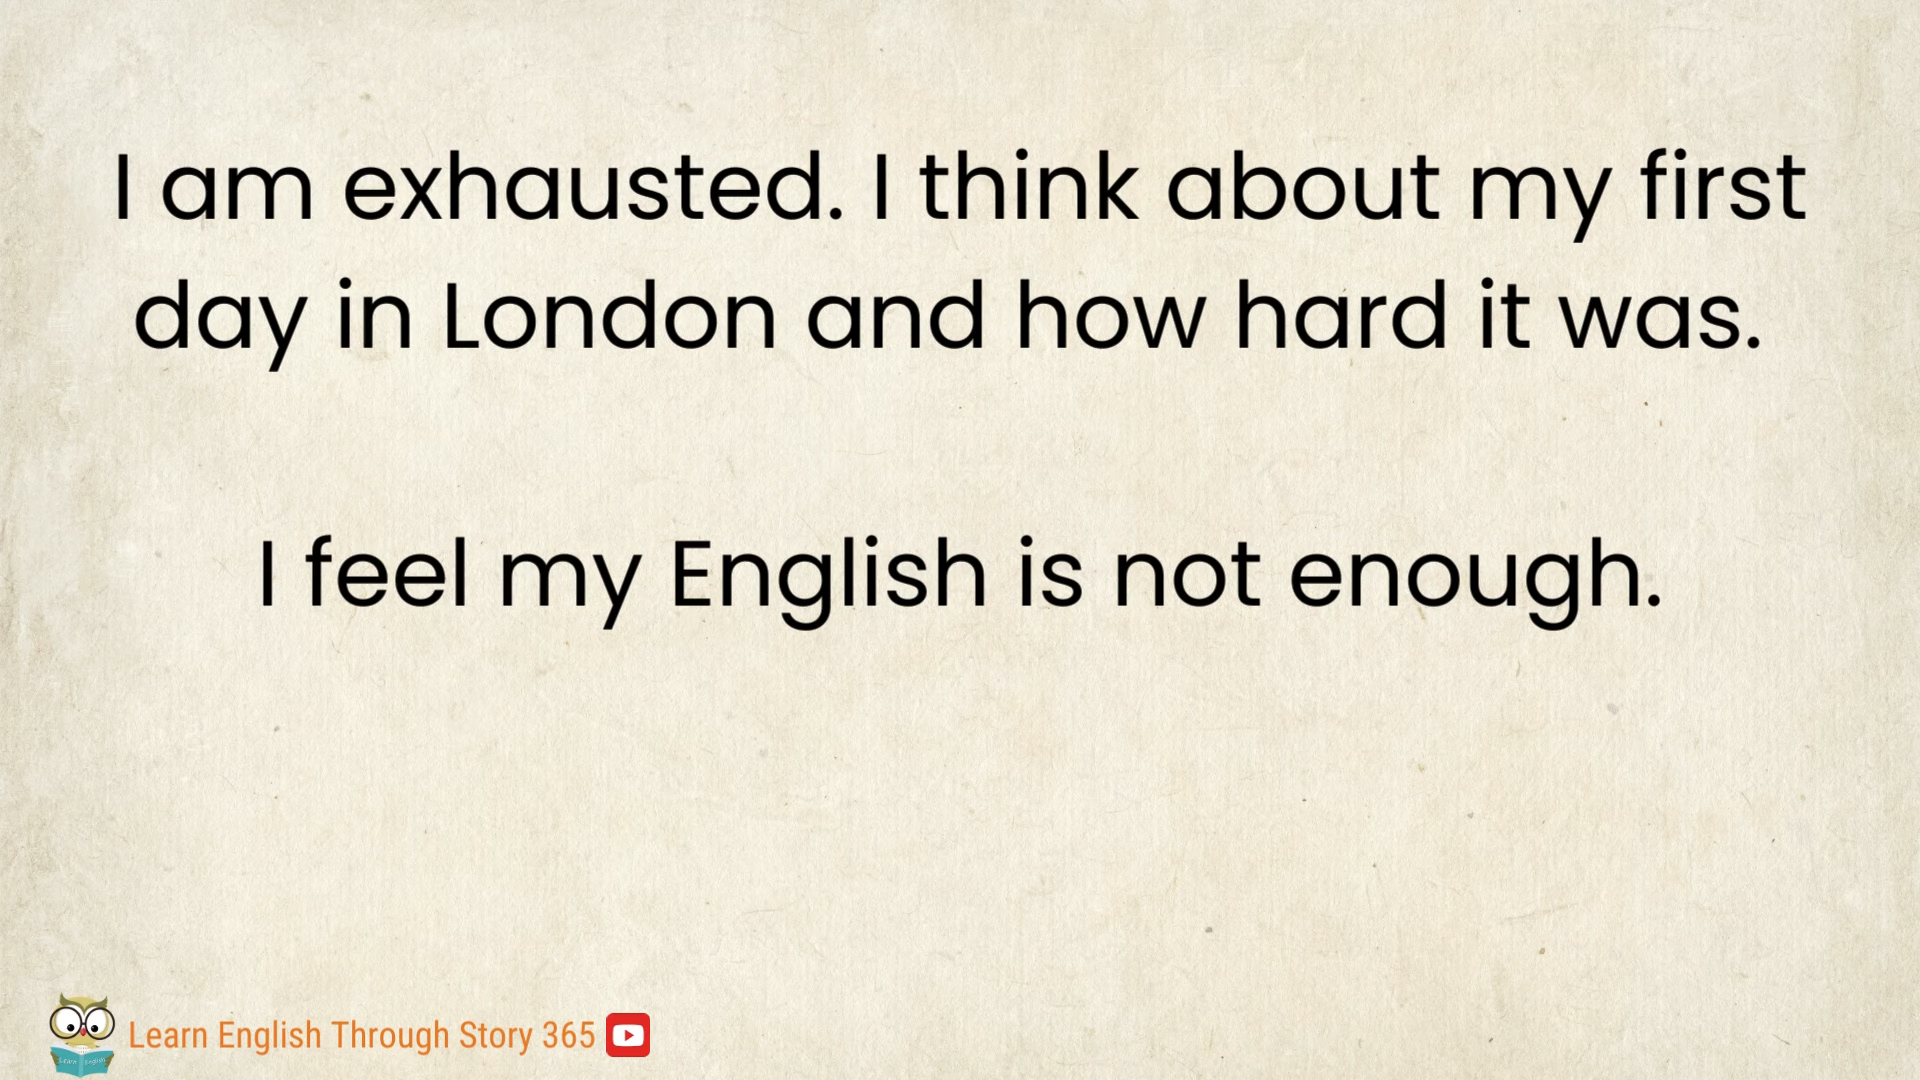 I am exhausted. I think about my first
day in London and how hard it was.
I feel my English is not enough.
Learn English Through Story 365